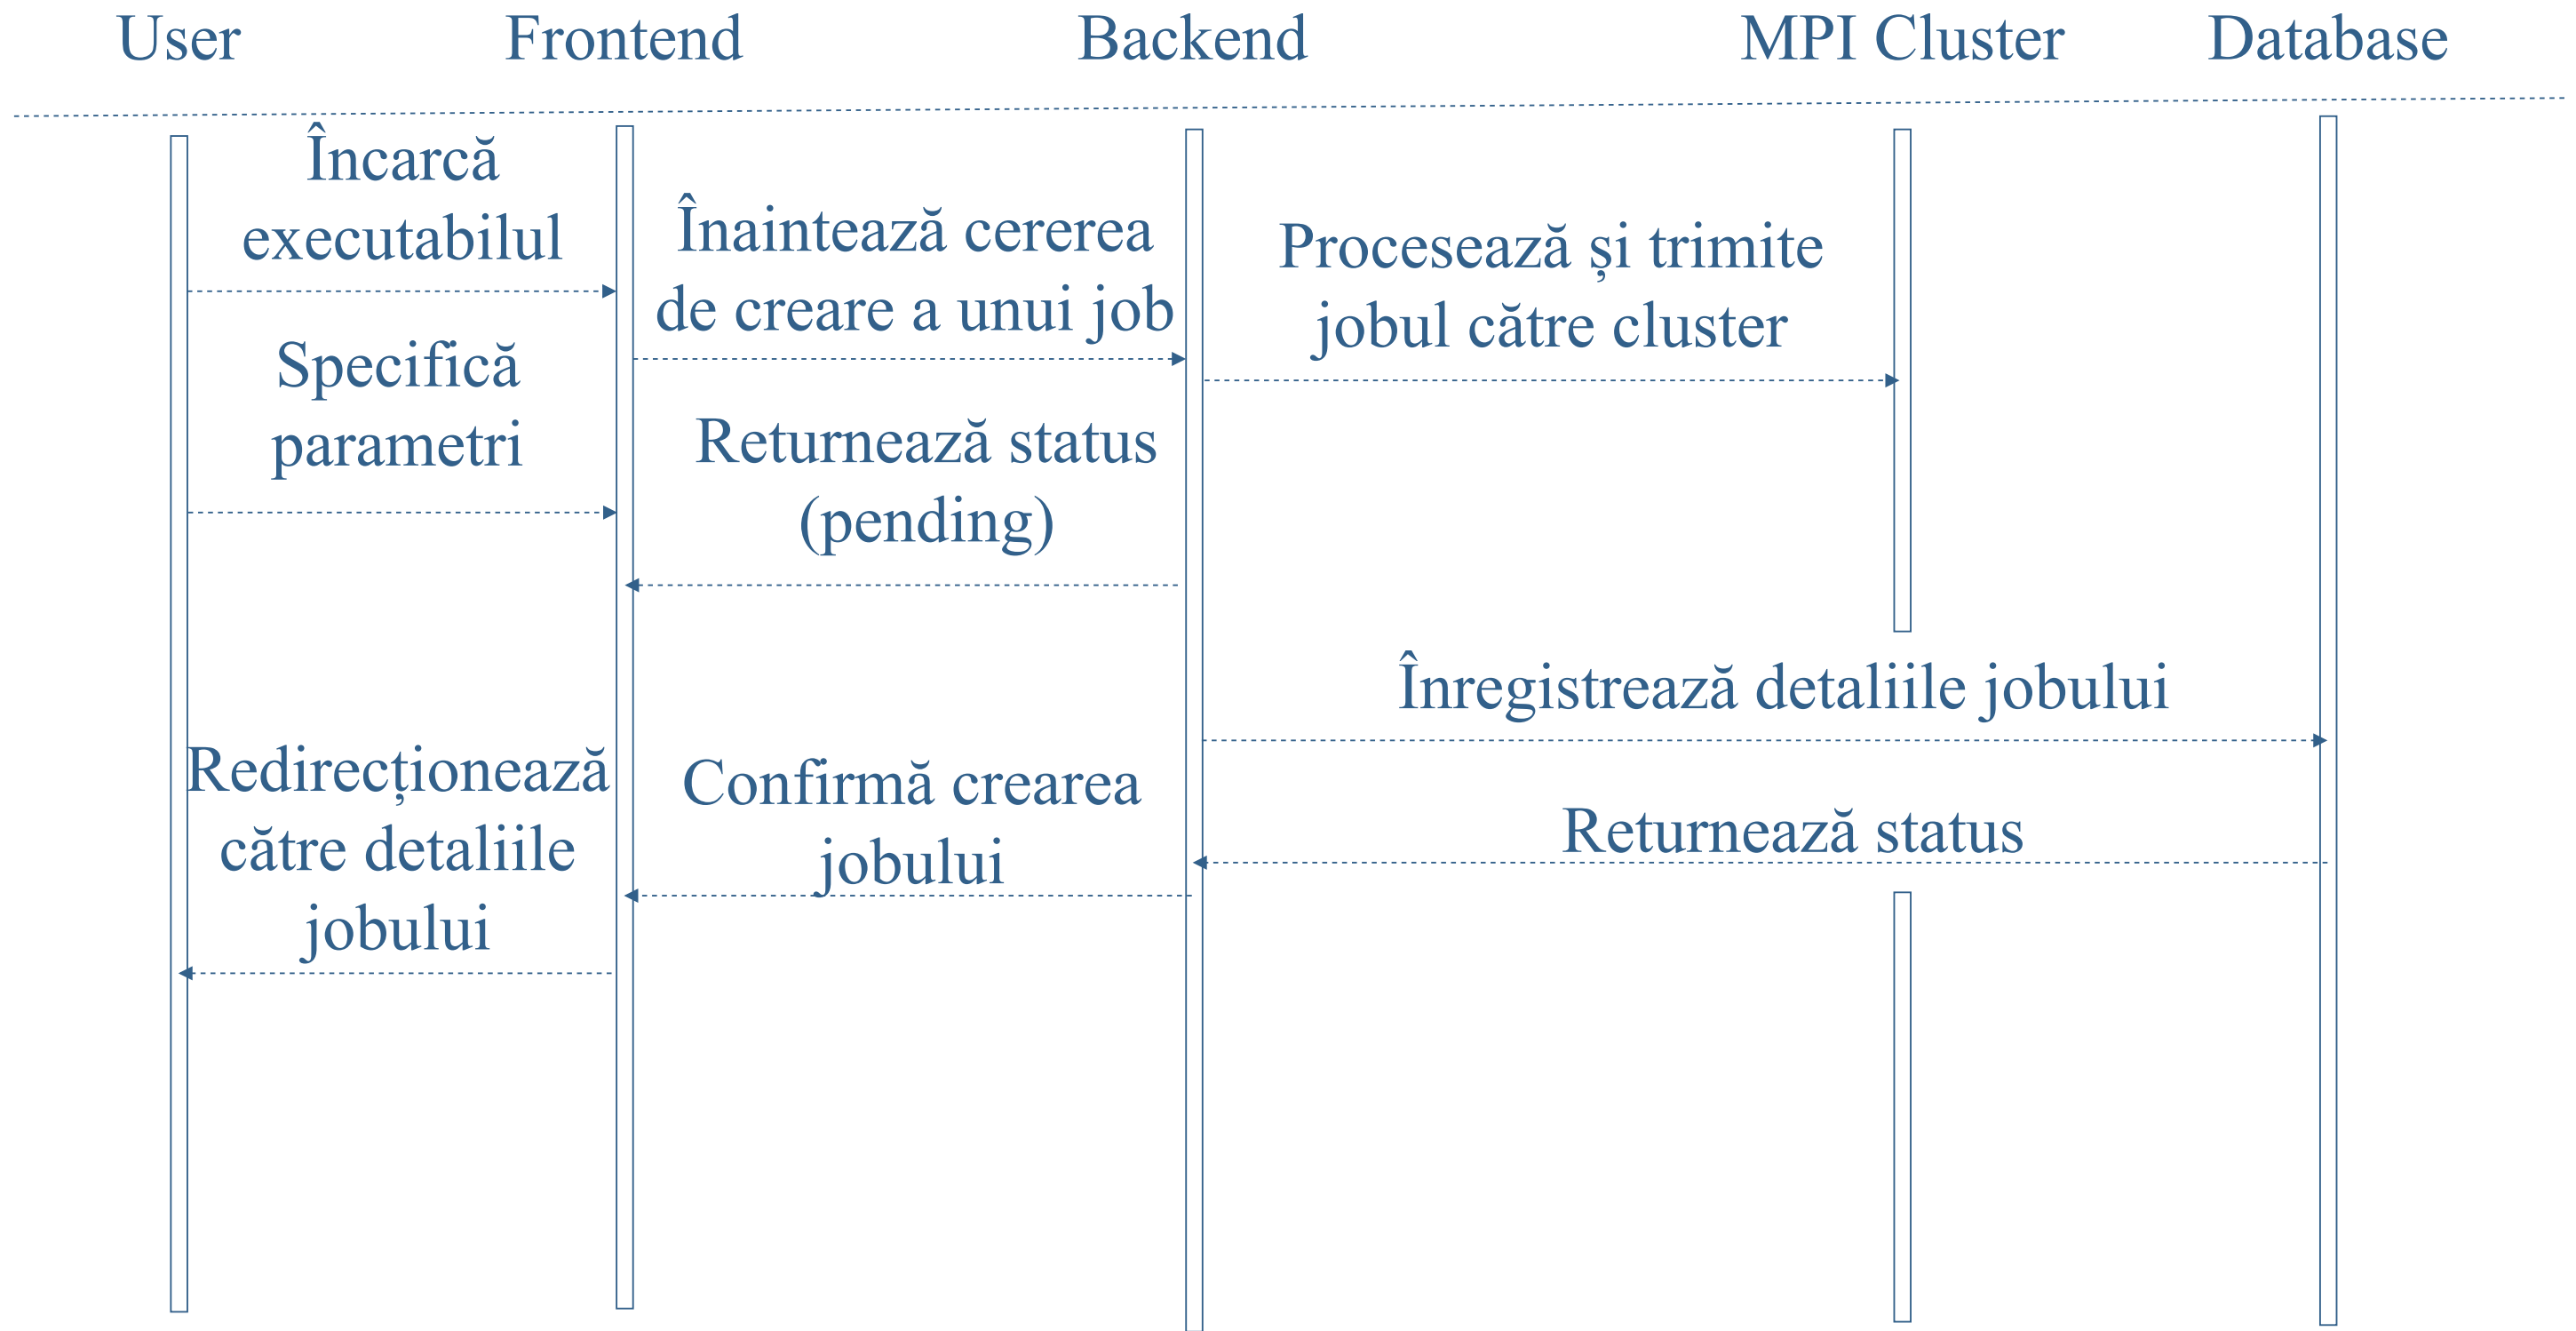 User
Frontend
Backend
MPI Cluster
Database
Încarcă
executabilul
Înaintează cererea
de creare a unui job
Procesează și trimite
jobul către cluster
Specifică
parametri
Returnează status
(pending)
Înregistrează detaliile jobului
Redirecționează
către detaliile
jobului
Confirmă crearea
jobului
Returnează status